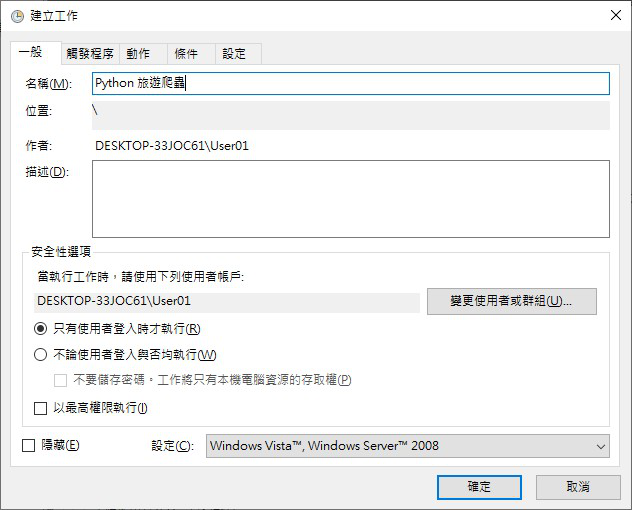 建立工作
一般 觸發程序 動作 條件 設定
名稱(M): Python 旅遊爬蟲
位置: \
作者: DESKTOP-33JOC61\User01
描述(D):
安全性選項
當執行工作時，請使用下列使用者帳戶:
DESKTOP-33JOC61\User01 變更使用者或群組(U)...
只有使用者登入時才執行(R)
不論使用者登入與否均執行(W)
不要儲存密碼。工作將只有本機電腦資源的存取權(P)
以最高權限執行(I)
隱藏(E) 設定(C): Windows Vista™, Windows Server™ 2008
確定 取消